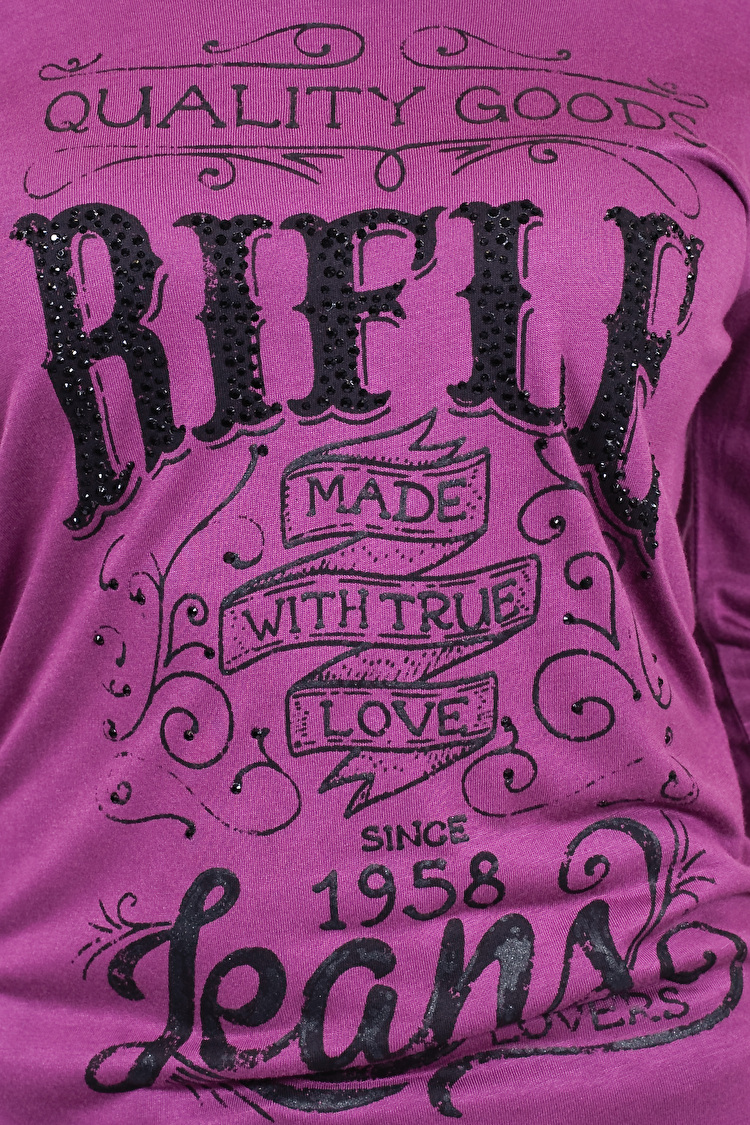 QUALITY GOODS
RIFLE
MADE
WITH TRUE
LOVE
SINCE
1958
Jeans
LOVERS